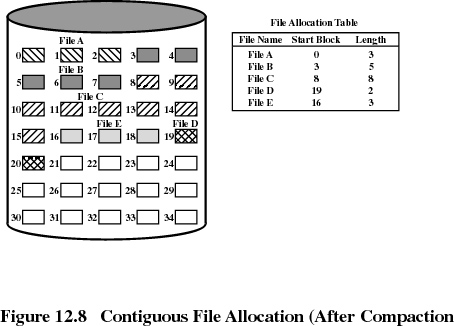 File A
0 1 2 3 4
File B
5 6 7 8 9
File C
10 11 12 13 14
File E File D
15 16 17 18 19
20 21 22 23 24
25 26 27 28 29
30 31 32 33 34
File Allocation Table
File Name Start Block Length
File A 0 3
File B 3 5
File C 8 8
File D 19 2
File E 16 3
Figure 12.8 Contiguous File Allocation (After Compaction